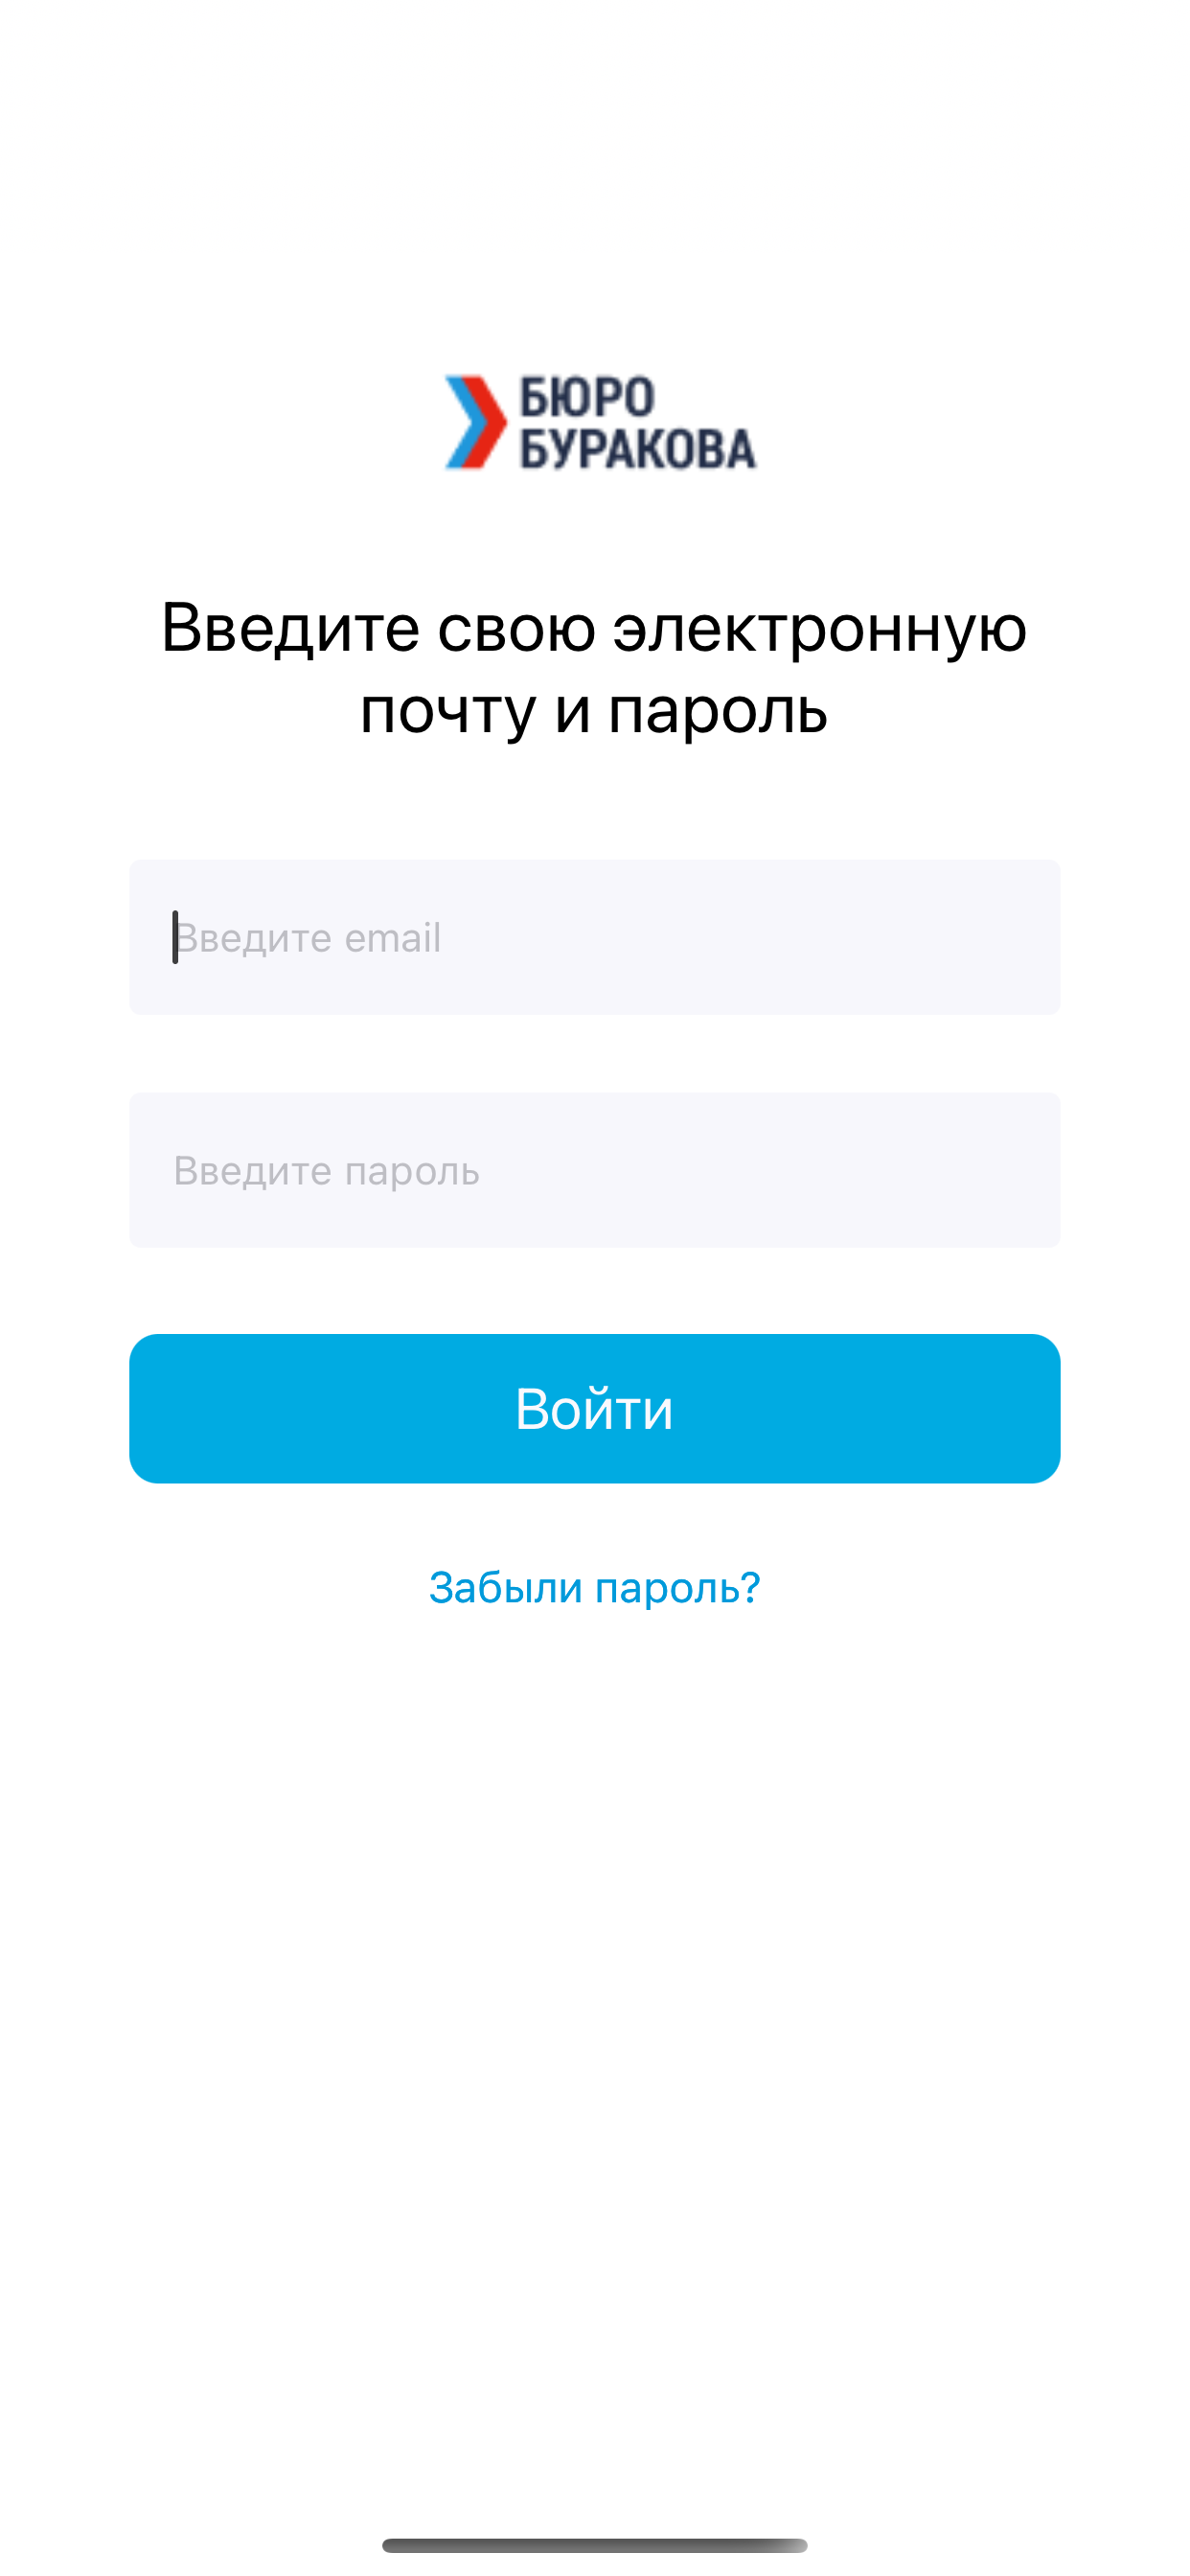 БЮРО
БУРАКОВА
Введите свою электронную
почту и пароль
Введите email
Введите пароль
Войти
Забыли пароль?